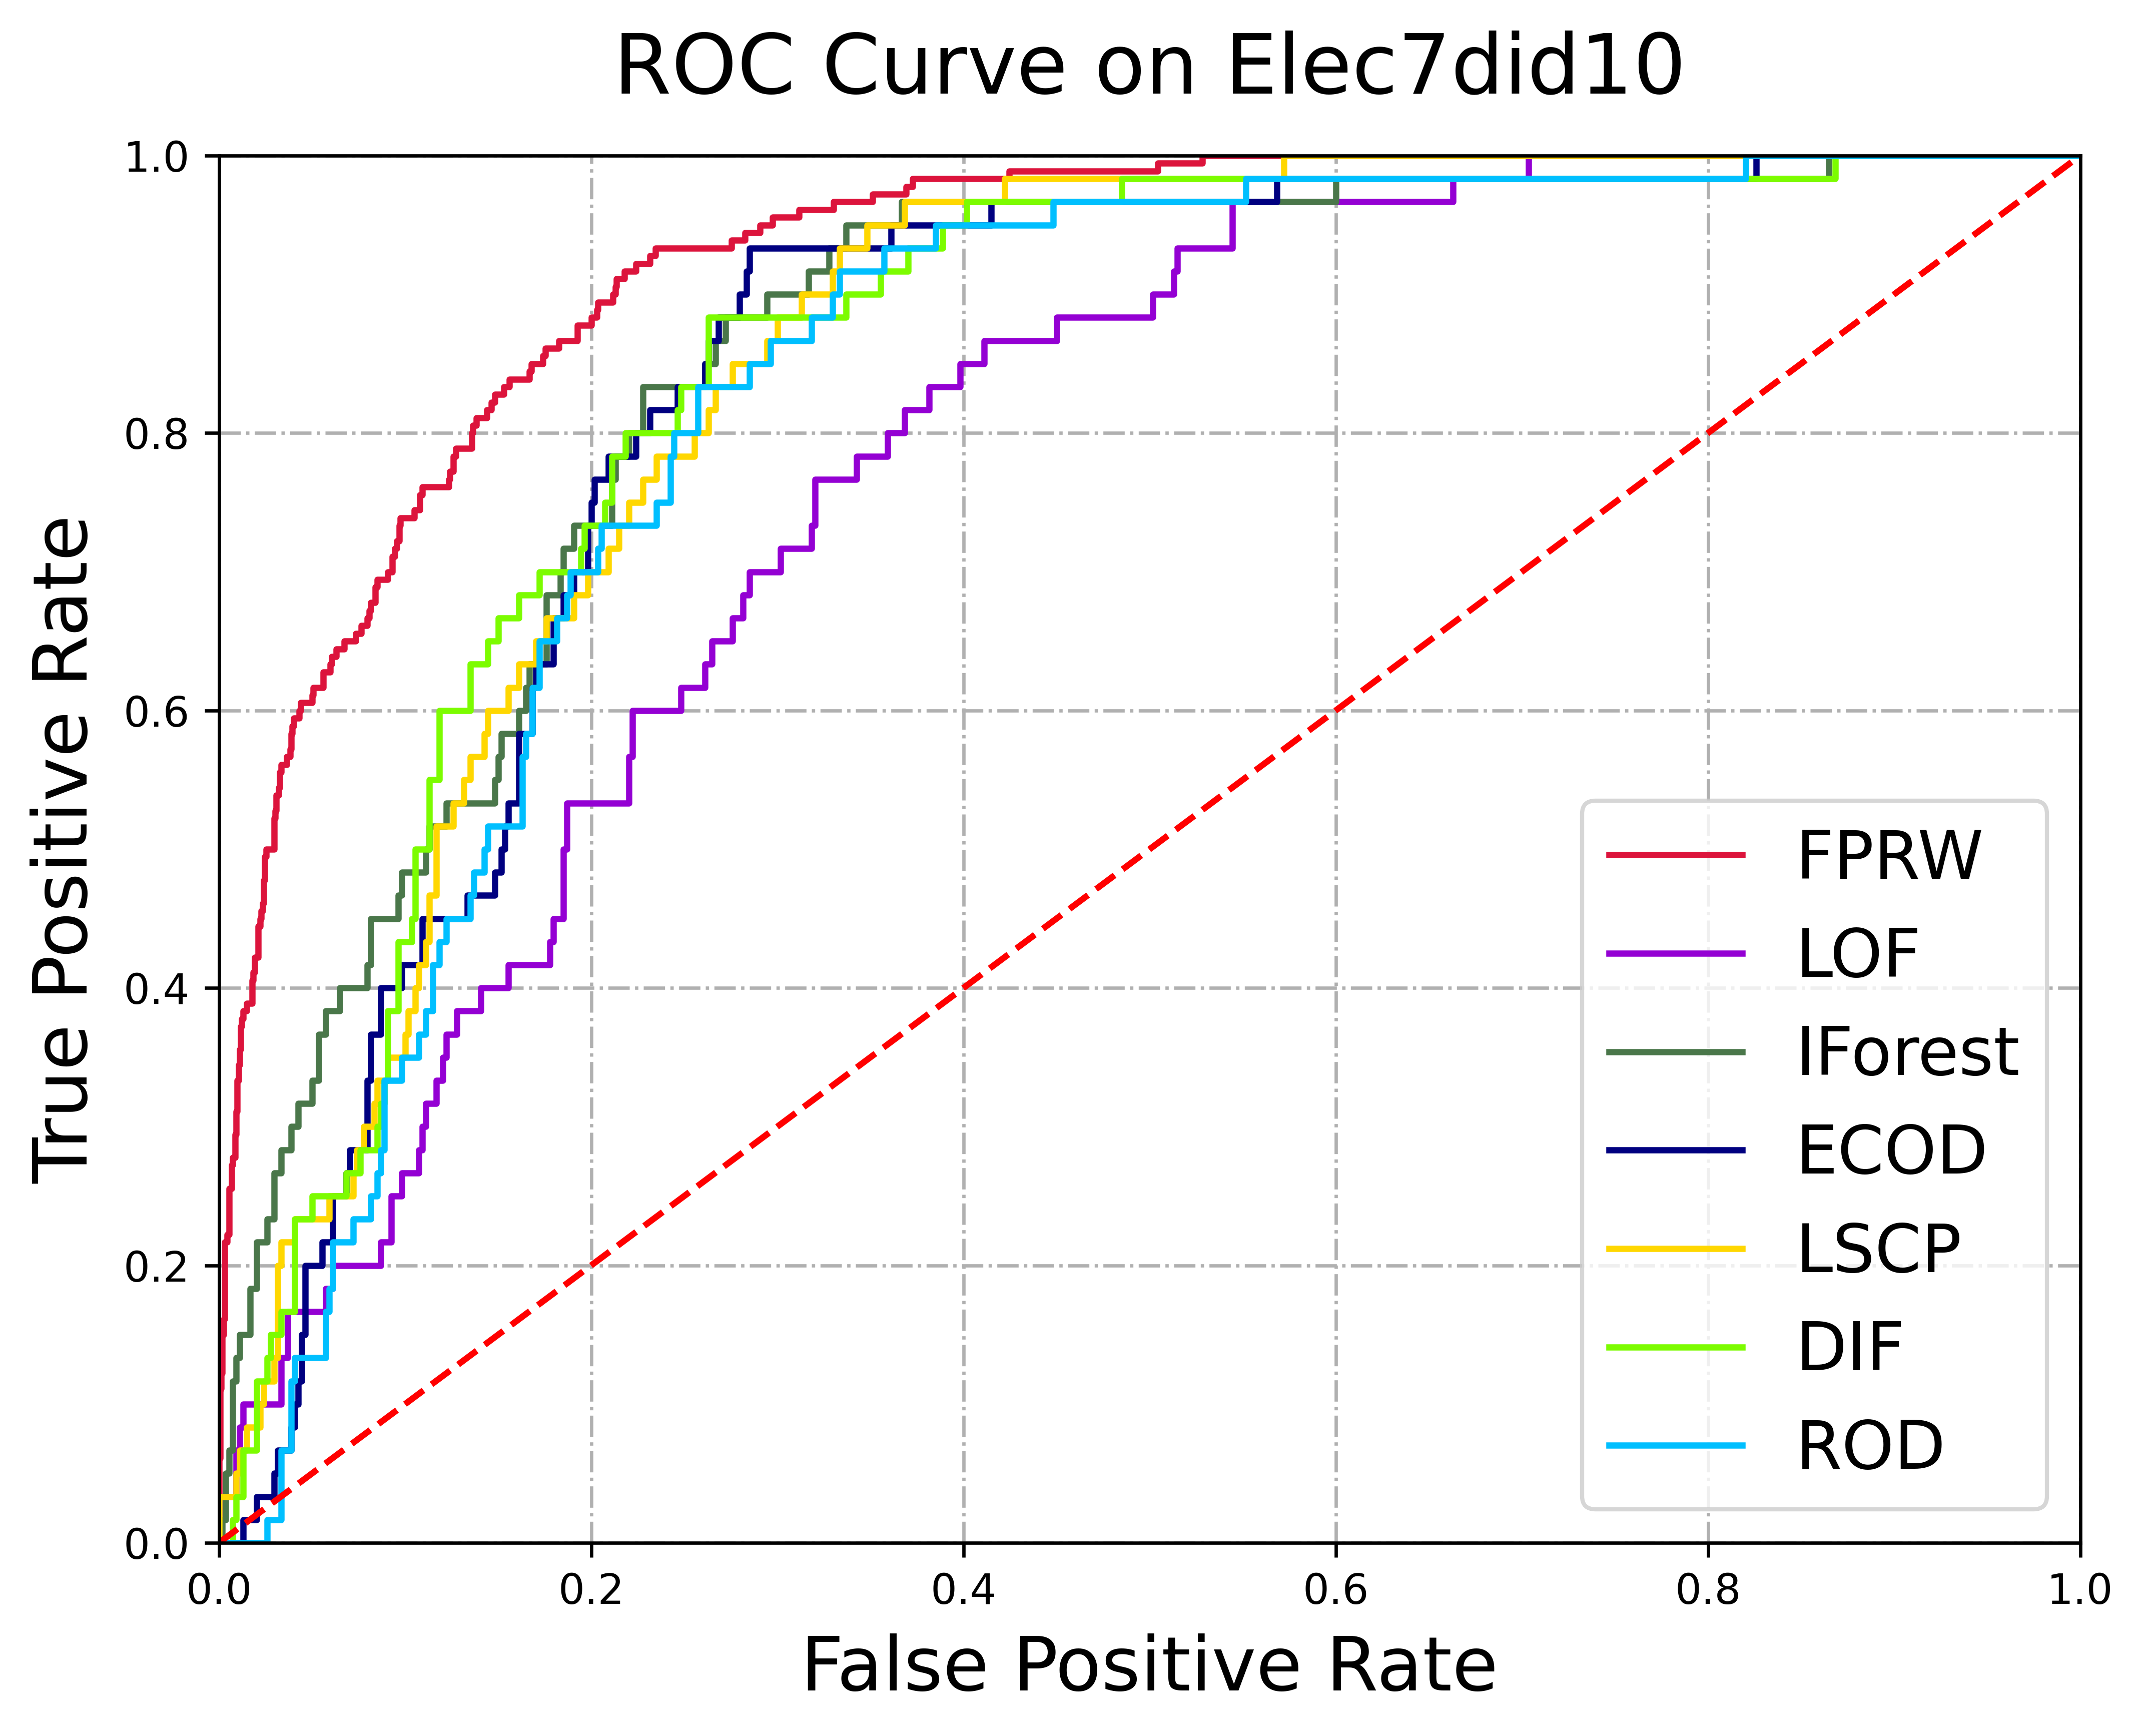 ROC Curve on Elec7did10
True Positive Rate
1.0
0.8
0.6
0.4
0.2
0.0
FPRW
LOF
IForest
ECOD
LSCP
DIF
ROD
0.0 0.2 0.4 0.6 0.8 1.0
False Positive Rate